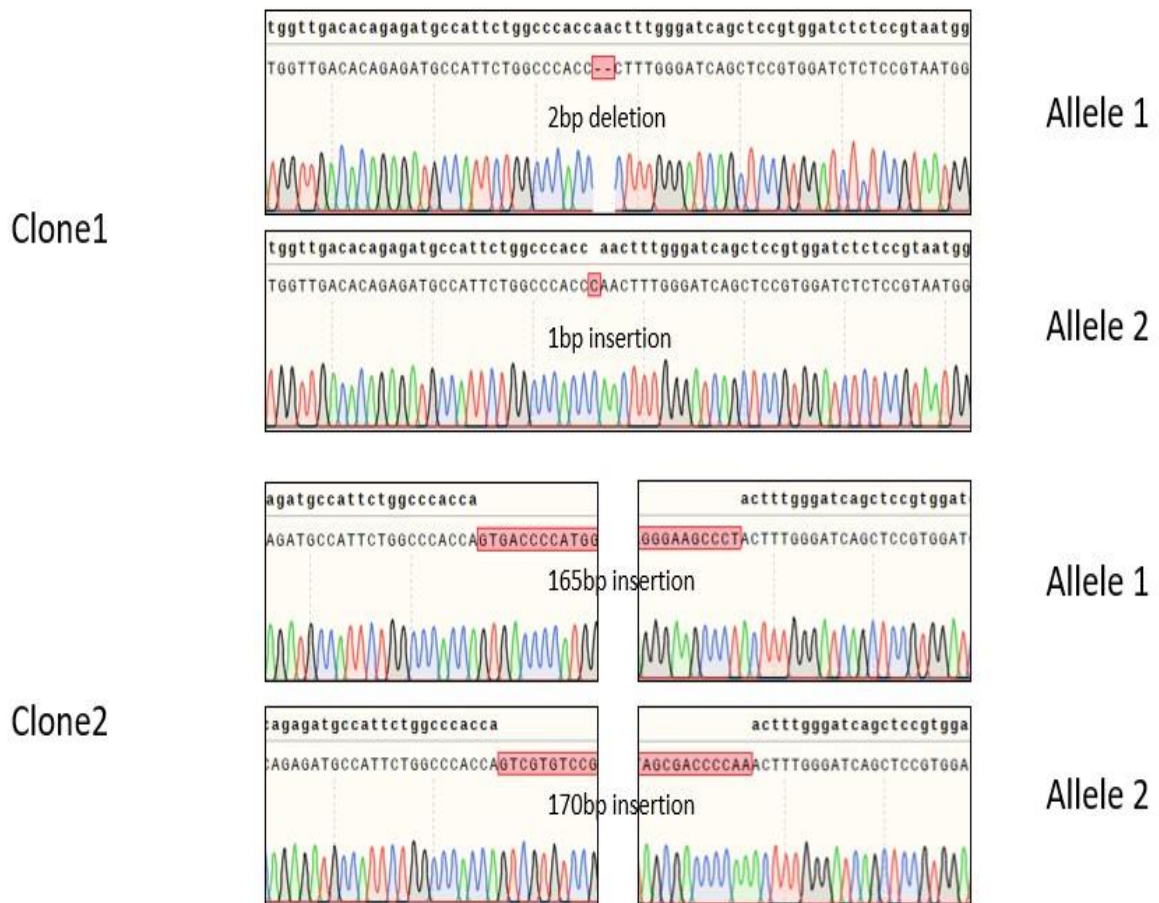 tggttgacacagagatgccattctggcccaccaactttgggatcagctccgtggatctctccgtaatgg
TGGTTGACACAGAGATGCCATTCTGGCCCACC--CTTTGGGATCAGCTCCGTGGATCTCTCCGTAATGG
2bp deletion
Allele 1
Clone1
tggttgacacagagatgccattctggcccacc aactttgggatcagctccgtggatctctccgtaatgg
TGGTTGACACAGAGATGCCATTCTGGCCCACCCAACTTTGGGATCAGCTCCGTGGATCTCTCCGTAATGG
1bp insertion
Allele 2
agatgccattctggcccacca actttgggatcagctccgtggat
AGATGCCATTCTGGCCCACCAGTGACCCCATGG GGGAAGCCCTACTTTGGGATCAGCTCCGTGGAT
165bp insertion
Allele 1
Clone2
cagagatgccattctggcccacca actttgggatcagctccgtgga
CAGAGATGCCATTCTGGCCCACCAGTCGTGTCCG TAGCGACCCCAAACTTTGGGATCAGCTCCGTGGA
170bp insertion
Allele 2